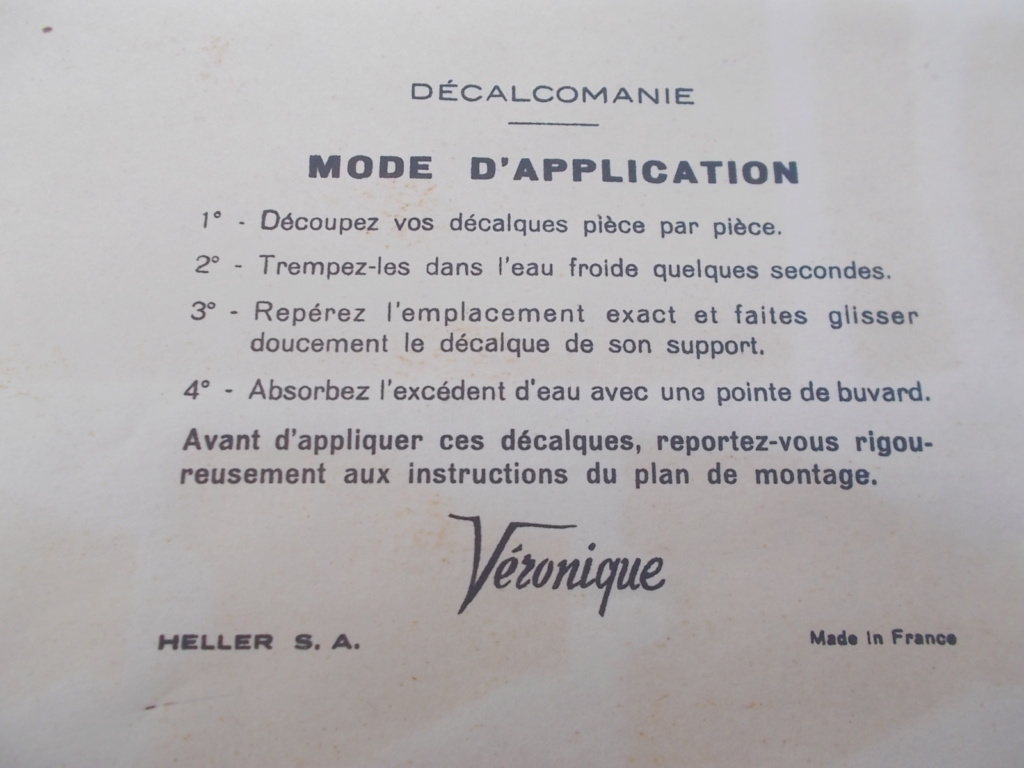 DÉCALCOMANIE
MODE D'APPLICATION
1° - Découpez vos décalques pièce par pièce.
2° - Trempez-les dans l'eau froide quelques secondes.
3° - Repérez l'emplacement exact et faites glisser
doucement le décalque de son support.
4° - Absorbez l'excédent d'eau avec une pointe de buvard.
Avant d'appliquer ces décalques, reportez-vous rigou-
reusement aux instructions du plan de montage.
Véronique
HELLER S. A.
Made in France